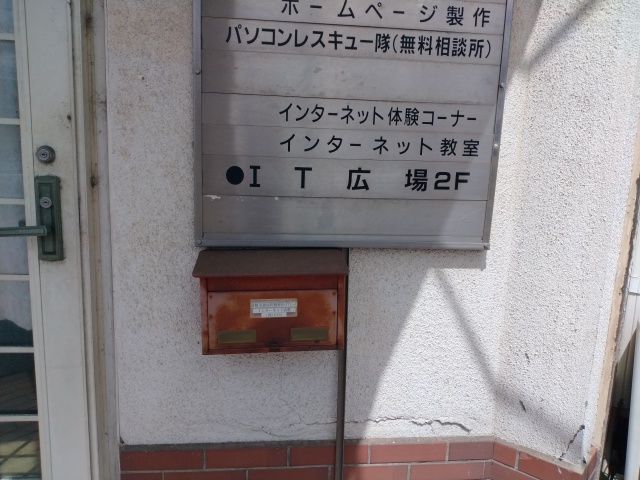 ホームページ製作
パソコンレスキュー隊(無料相談所)
インターネット体験コーナー
インターネット教室
●IT広場2F